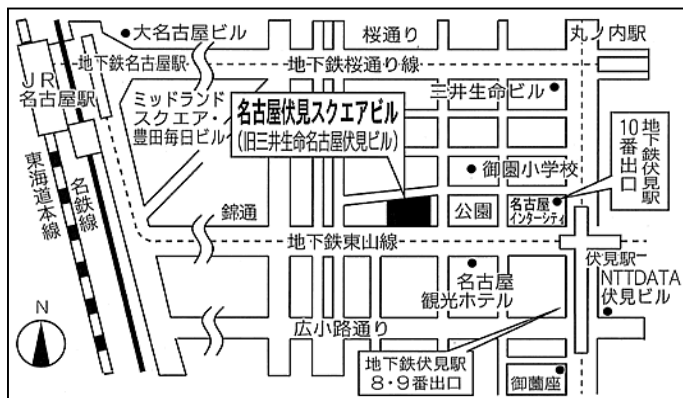 大名古屋ビル
桜通り
丸ノ内駅
地下鉄名古屋駅
地下鉄桜通り線
JR
名古屋駅
ミッドランド
スクエア・
豊田毎日ビル
名古屋伏見スクエアビル
(旧三井生命名古屋伏見ビル)
三井生命ビル
地下鉄伏見駅
10番出口
御園小学校
東海道本線
名鉄線
錦通
公園
名古屋
インターシティ
地下鉄東山線
伏見駅
名古屋
観光ホテル
NTTDATA
伏見ビル
N
広小路通り
地下鉄伏見駅
8・9番出口
御薗座